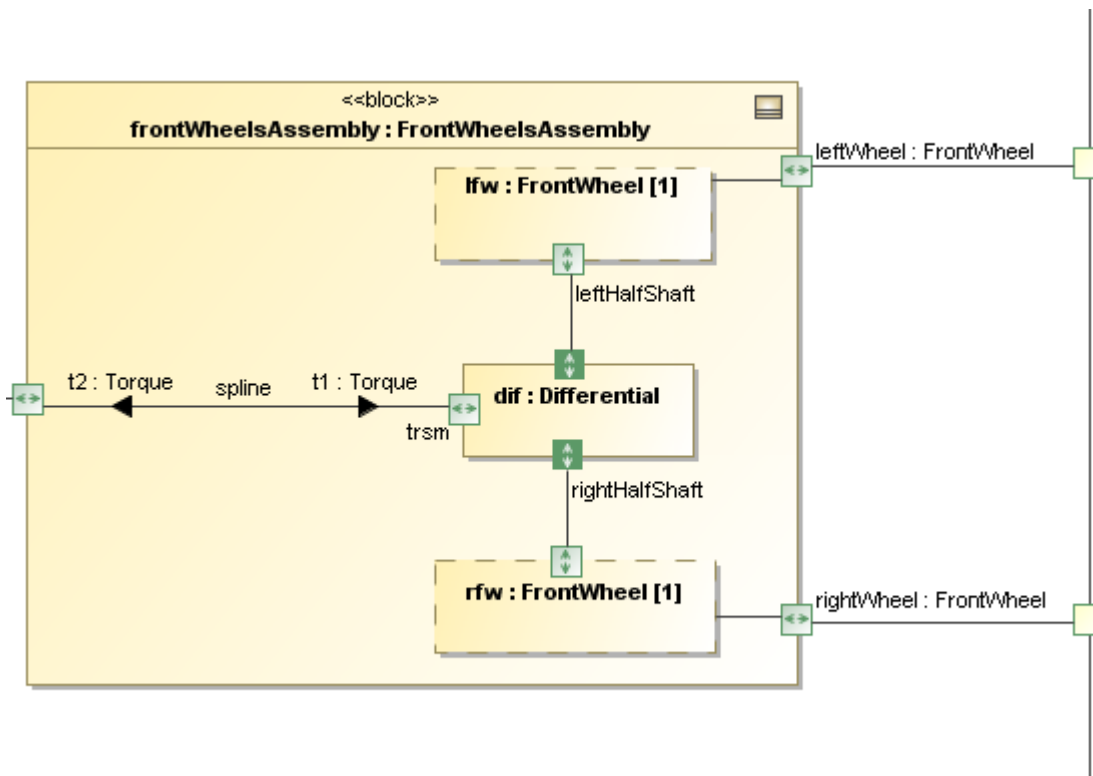 <<block>>
frontWheelsAssembly : FrontWheelsAssembly
leftWheel : FrontWheel
lfw : FrontWheel [1]
leftHalfShaft
t2 : Torque
spline
t1 : Torque
dif : Differential
trsm
rightHalfShaft
rfw : FrontWheel [1]
rightWheel : FrontWheel